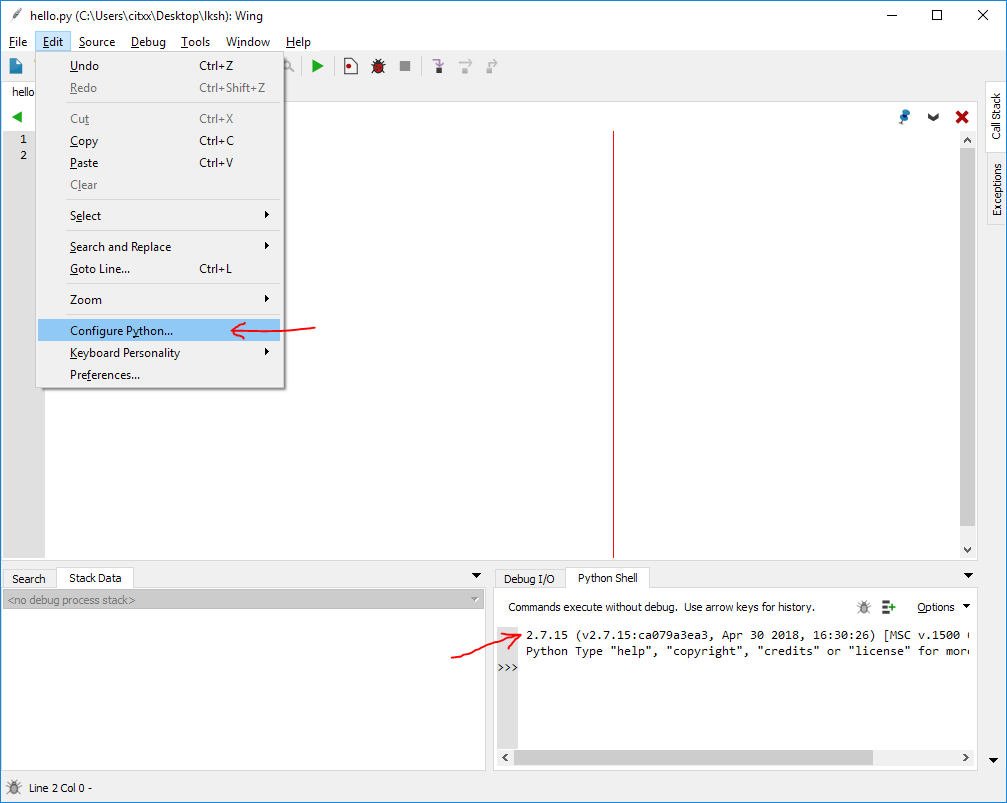 hello.py (C:\Users\citxx\Desktop\lksh): Wing
File Edit Source Debug Tools Window Help
hello
Undo Ctrl+Z
Redo Ctrl+Shift+Z
Cut Ctrl+X
Copy Ctrl+C
Paste Ctrl+V
Clear
Select
Search and Replace
Goto Line... Ctrl+L
Zoom
Configure Python...
Keyboard Personality
Preferences...
1
2
Call Stack
Exceptions
Search Stack Data
<no debug process stack>
Debug I/O Python Shell
Commands execute without debug. Use arrow keys for history.
Options
2.7.15 (v2.7.15:ca079a3ea3, Apr 30 2018, 16:30:26) [MSC v.1500
Python Type "help", "copyright", "credits" or "license" for more
>>>
Line 2 Col 0 -